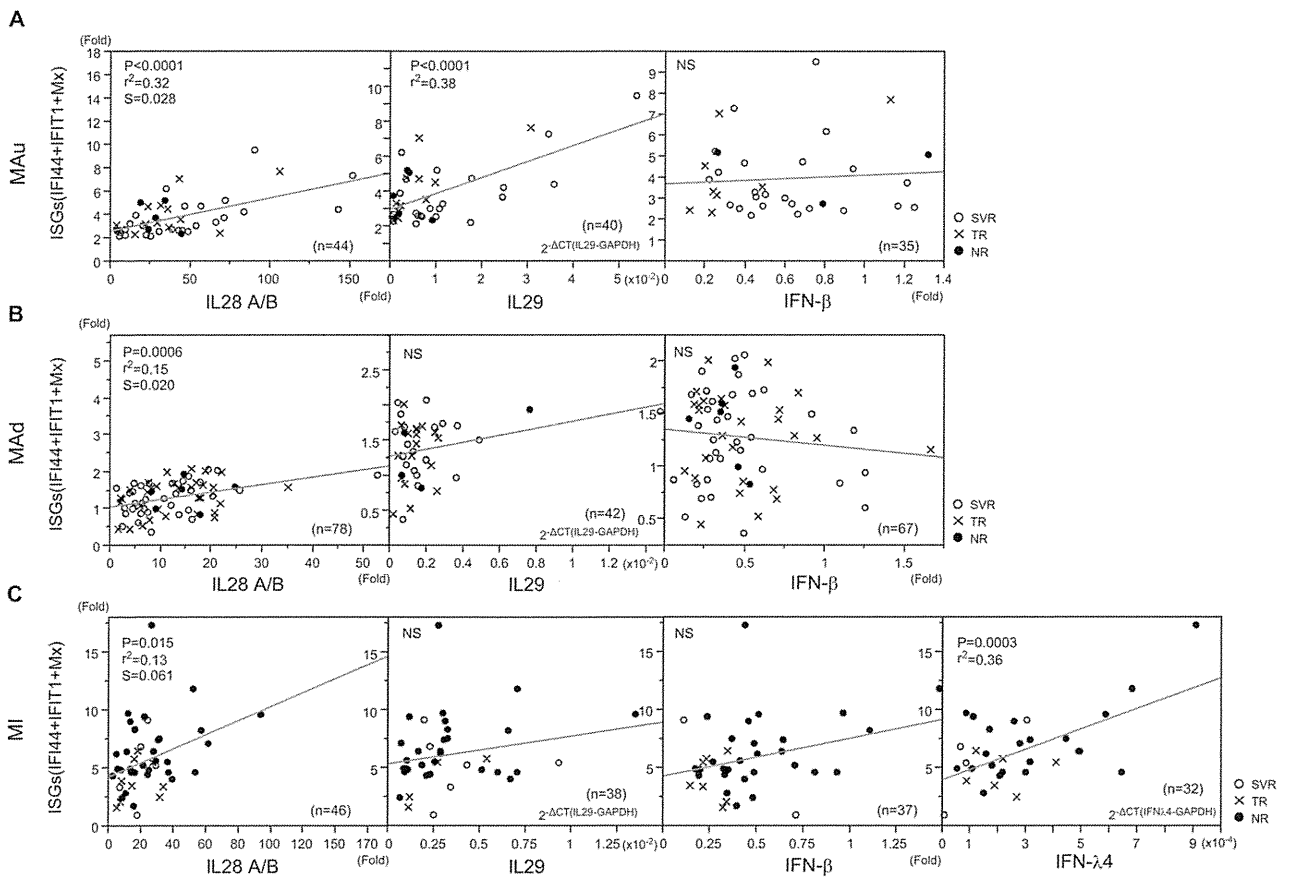 A
(Fold)
MAu
ISGs(IFI44+IFIT1+Mx)
18
16
14
12
10
8
6
4
2
0
P<0.0001
r²=0.32
S=0.028
(n=44)
0 50 100 150
IL28 A/B
(Fold)
12
10
8
6
4
2
P<0.0001
r²=0.38
(n=40)
2-ΔCT(IL29-GAPDH)
0 1 2 3 4 5 (x10-2)
IL29
9
8
7
6
5
4
3
2
1
NS
(n=35)
0 0.2 0.4 0.6 0.8 1 1.2 1.4
IFN-β
(Fold)
SVR
TR
NR
B
(Fold)
MAd
ISGs(IFI44+IFIT1+Mx)
5
4
3
2
1
0
P=0.0006
r²=0.15
S=0.020
(n=78)
0 10 20 30 40 50
IL28 A/B
(Fold)
2.5
1.5
0.5
NS
(n=42)
2-ΔCT(IL29-GAPDH)
0 0.2 0.4 0.6 0.8 1 1.2 (x10-2)
IL29
2
1.5
1
0.5
NS
(n=67)
0 0.5 1 1.5
IFN-β
(Fold)
SVR
TR
NR
C
(Fold)
MI
ISGs(IFI44+IFIT1+Mx)
15
10
5
0
P=0.015
r²=0.13
S=0.061
(n=46)
0 20 40 60 80 100 120 140 170
IL28 A/B
(Fold)
15
10
5
NS
(n=38)
2-ΔCT(IL29-GAPDH)
0 0.25 0.5 0.75 1 1.25 (x10-2)
IL29
15
10
5
NS
(n=37)
0 0.25 0.5 0.75 1 1.25
IFN-β
(Fold)
15
10
5
P=0.0003
r²=0.36
(n=32)
2-ΔCT(IFNλ4-GAPDH)
0 1 3 5 7 9 (x10-4)
IFN-λ4
SVR
TR
NR